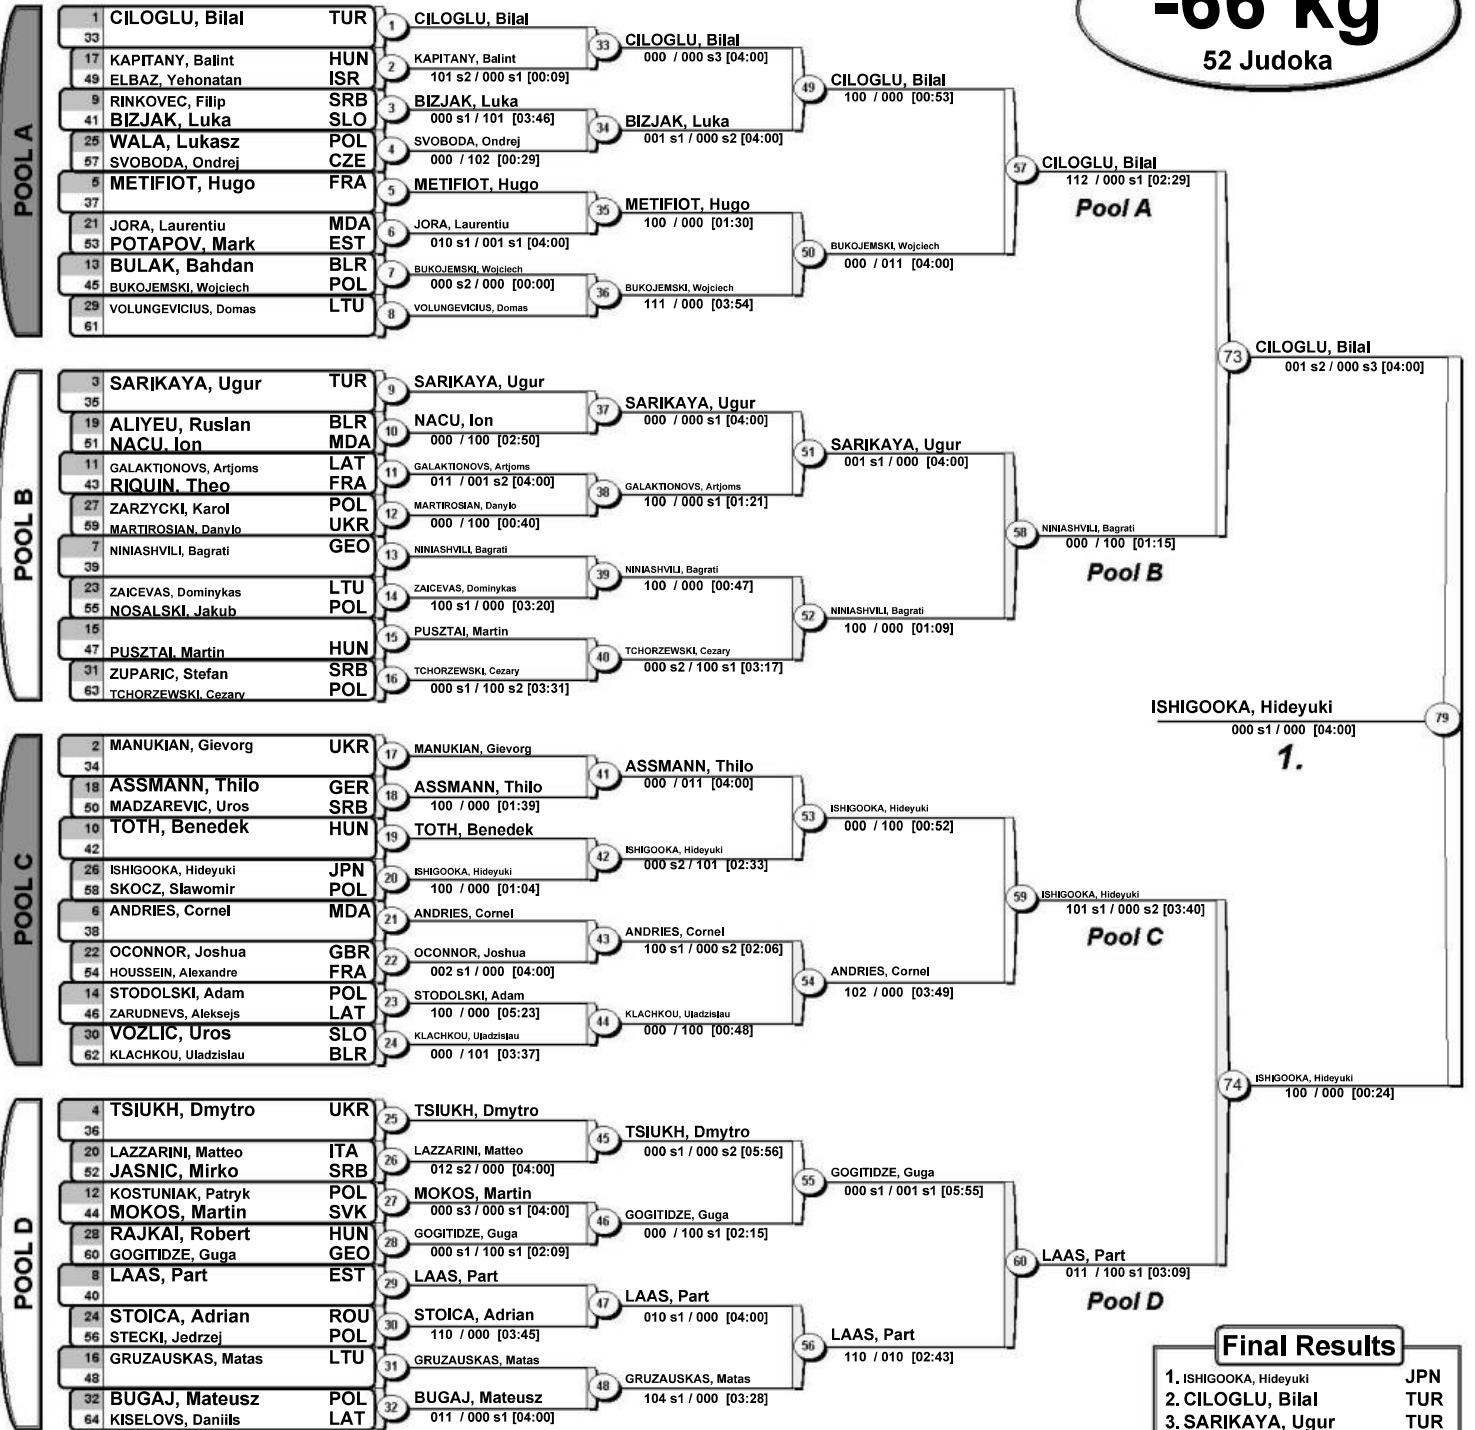 -66 kg
52 Judoka
POOL A
1 CILOGLU, Bilal TUR
33
17 KAPITANY, Balint HUN
49 ELBAZ, Yehonatan ISR
9 RINKOVEC, Filip SRB
41 BIZJAK, Luka SLO
25 WALA, Lukasz POL
57 SVOBODA, Ondrej CZE
5 METIFIOT, Hugo FRA
37
21 JORA, Laurentiu MDA
53 POTAPOV, Mark EST
13 BULAK, Bahdan BLR
45 BUKOJEMSKI, Wojciech POL
29 VOLUNGEVICIUS, Domas LTU
61
1 CILOGLU, Bilal
2 KAPITANY, Balint
101 s2 / 000 s1 [00:09]
3 BIZJAK, Luka
000 s1 / 101 [03:46]
4 SVOBODA, Ondrej
000 / 102 [00:29]
5 METIFIOT, Hugo
6 JORA, Laurentiu
010 s1 / 001 s1 [04:00]
7 BUKOJEMSKI, Wojciech
000 s2 / 000 [00:00]
8 VOLUNGEVICIUS, Domas
33 CILOGLU, Bilal
000 / 000 s3 [04:00]
34 BIZJAK, Luka
001 s1 / 000 s2 [04:00]
35 METIFIOT, Hugo
100 / 000 [01:30]
36 BUKOJEMSKI, Wojciech
111 / 000 [03:54]
49 CILOGLU, Bilal
100 / 000 [00:53]
50 BUKOJEMSKI, Wojciech
000 / 011 [04:00]
57 CILOGLU, Bilal
112 / 000 s1 [02:29]
Pool A
POOL B
3 SARIKAYA, Ugur TUR
35
19 ALIYEU, Ruslan BLR
51 NACU, Ion MDA
11 GALAKTIONOVS, Artjoms LAT
43 RIQUIN, Theo FRA
27 ZARZYCKI, Karol POL
59 MARTIROSIAN, Danylo UKR
7 NINIASHVILI, Bagrati GEO
39
23 ZAICEVAS, Dominykas LTU
55 NOSALSKI, Jakub POL
15
47 PUSZTAI, Martin HUN
31 ZUPARIC, Stefan SRB
63 TCHORZEWSKI, Cezary POL
9 SARIKAYA, Ugur
10 NACU, Ion
000 / 100 [02:50]
11 GALAKTIONOVS, Artjoms
011 / 001 s2 [04:00]
12 MARTIROSIAN, Danylo
000 / 100 [00:40]
13 NINIASHVILI, Bagrati
14 ZAICEVAS, Dominykas
100 s1 / 000 [03:20]
15 PUSZTAI, Martin
16 TCHORZEWSKI, Cezary
000 s1 / 100 s2 [03:31]
37 SARIKAYA, Ugur
000 / 000 s1 [04:00]
38 GALAKTIONOVS, Artjoms
100 / 000 s1 [01:21]
39 NINIASHVILI, Bagrati
100 / 000 [00:47]
40 TCHORZEWSKI, Cezary
000 s2 / 100 s1 [03:17]
51 SARIKAYA, Ugur
001 s1 / 000 [04:00]
52 NINIASHVILI, Bagrati
100 / 000 [01:09]
58 NINIASHVILI, Bagrati
000 / 100 [01:15]
Pool B
73 CILOGLU, Bilal
001 s2 / 000 s3 [04:00]
ISHIGOOKA, Hideyuki 79
000 s1 / 000 [04:00]
1.
POOL C
2 MANUKIAN, Gievorg UKR
34
18 ASSMANN, Thilo GER
50 MADZAREVIC, Uros SRB
10 TOTH, Benedek HUN
42
26 ISHIGOOKA, Hideyuki JPN
58 SKOCZ, Slawomir POL
6 ANDRIES, Cornel MDA
38
22 OCONNOR, Joshua GBR
54 HOUSSEIN, Alexandre FRA
14 STODOLSKI, Adam POL
46 ZARUDNEVS, Aleksejs LAT
30 VOZLIC, Uros SLO
62 KLACHKOU, Uladzislau BLR
17 MANUKIAN, Gievorg
18 ASSMANN, Thilo
100 / 000 [01:39]
19 TOTH, Benedek
20 ISHIGOOKA, Hideyuki
100 / 000 [01:04]
21 ANDRIES, Cornel
22 OCONNOR, Joshua
002 s1 / 000 [04:00]
23 STODOLSKI, Adam
100 / 000 [05:23]
24 KLACHKOU, Uladzislau
000 / 101 [03:37]
41 ASSMANN, Thilo
000 / 011 [04:00]
42 ISHIGOOKA, Hideyuki
000 s2 / 101 [02:33]
43 ANDRIES, Cornel
100 s1 / 000 s2 [02:06]
44 KLACHKOU, Uladzislau
000 / 100 [00:48]
53 ISHIGOOKA, Hideyuki
000 / 100 [00:52]
54 ANDRIES, Cornel
102 / 000 [03:49]
59 ISHIGOOKA, Hideyuki
101 s1 / 000 s2 [03:40]
Pool C
74 ISHIGOOKA, Hideyuki
100 / 000 [00:24]
POOL D
4 TSIUKH, Dmytro UKR
36
20 LAZZARINI, Matteo ITA
52 JASNIC, Mirko SRB
12 KOSTUNIAK, Patryk POL
44 MOKOS, Martin SVK
28 RAJKAI, Robert HUN
60 GOGITIDZE, Guga GEO
8 LAAS, Part EST
40
24 STOICA, Adrian ROU
56 STECKI, Jedrzej POL
16 GRUZAUSKAS, Matas LTU
48
32 BUGAJ, Mateusz POL
64 KISELOVS, Daniils LAT
25 TSIUKH, Dmytro
26 LAZZARINI, Matteo
012 s2 / 000 [04:00]
27 MOKOS, Martin
000 s3 / 000 s1 [04:00]
28 GOGITIDZE, Guga
000 s1 / 100 s1 [02:09]
29 LAAS, Part
30 STOICA, Adrian
110 / 000 [03:45]
31 GRUZAUSKAS, Matas
32 BUGAJ, Mateusz
011 / 000 s1 [04:00]
45 TSIUKH, Dmytro
000 s1 / 000 s2 [05:56]
46 GOGITIDZE, Guga
000 / 100 s1 [02:15]
47 LAAS, Part
010 s1 / 000 [04:00]
48 GRUZAUSKAS, Matas
104 s1 / 000 [03:28]
55 GOGITIDZE, Guga
000 s1 / 001 s1 [05:55]
56 LAAS, Part
110 / 010 [02:43]
60 LAAS, Part
011 / 100 s1 [03:09]
Pool D
Final Results
1. ISHIGOOKA, Hideyuki JPN
2. CILOGLU, Bilal TUR
3. SARIKAYA, Ugur TUR